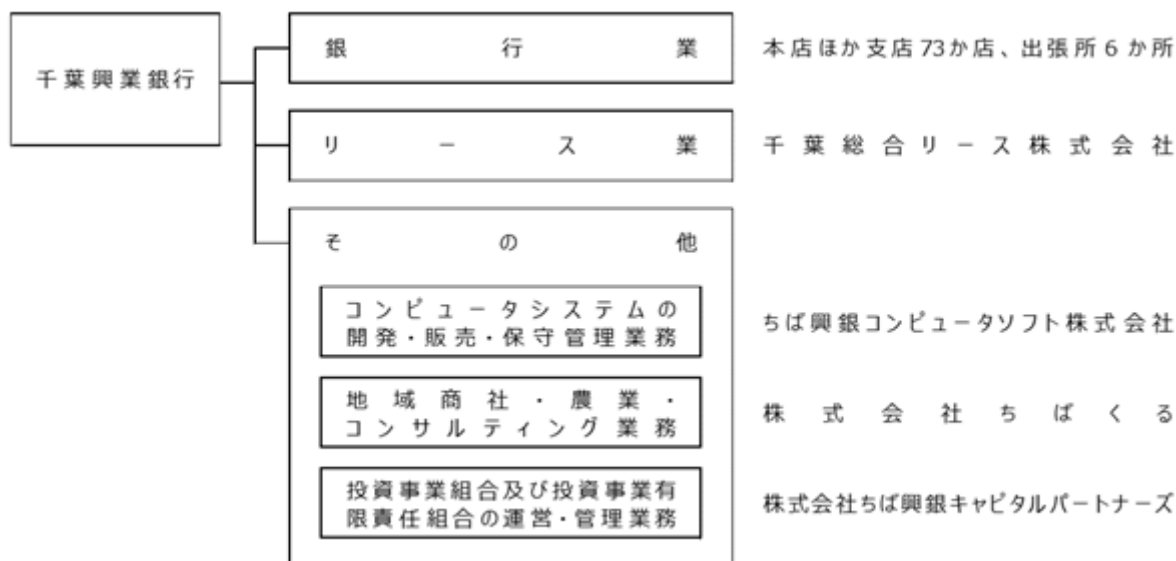 千葉興業銀行
銀行業
本店ほか支店73か店、出張所6か所
リース業
千葉総合リース株式会社
その他
コンピュータシステムの
開発・販売・保守管理業務
ちば興銀コンピュータソフト株式会社
地域商社・農業・
コンサルティング業務
株式会社ちばくる
投資事業組合及び投資事業有
限責任組合の運営・管理業務
株式会社ちば興銀キャピタルパートナーズ